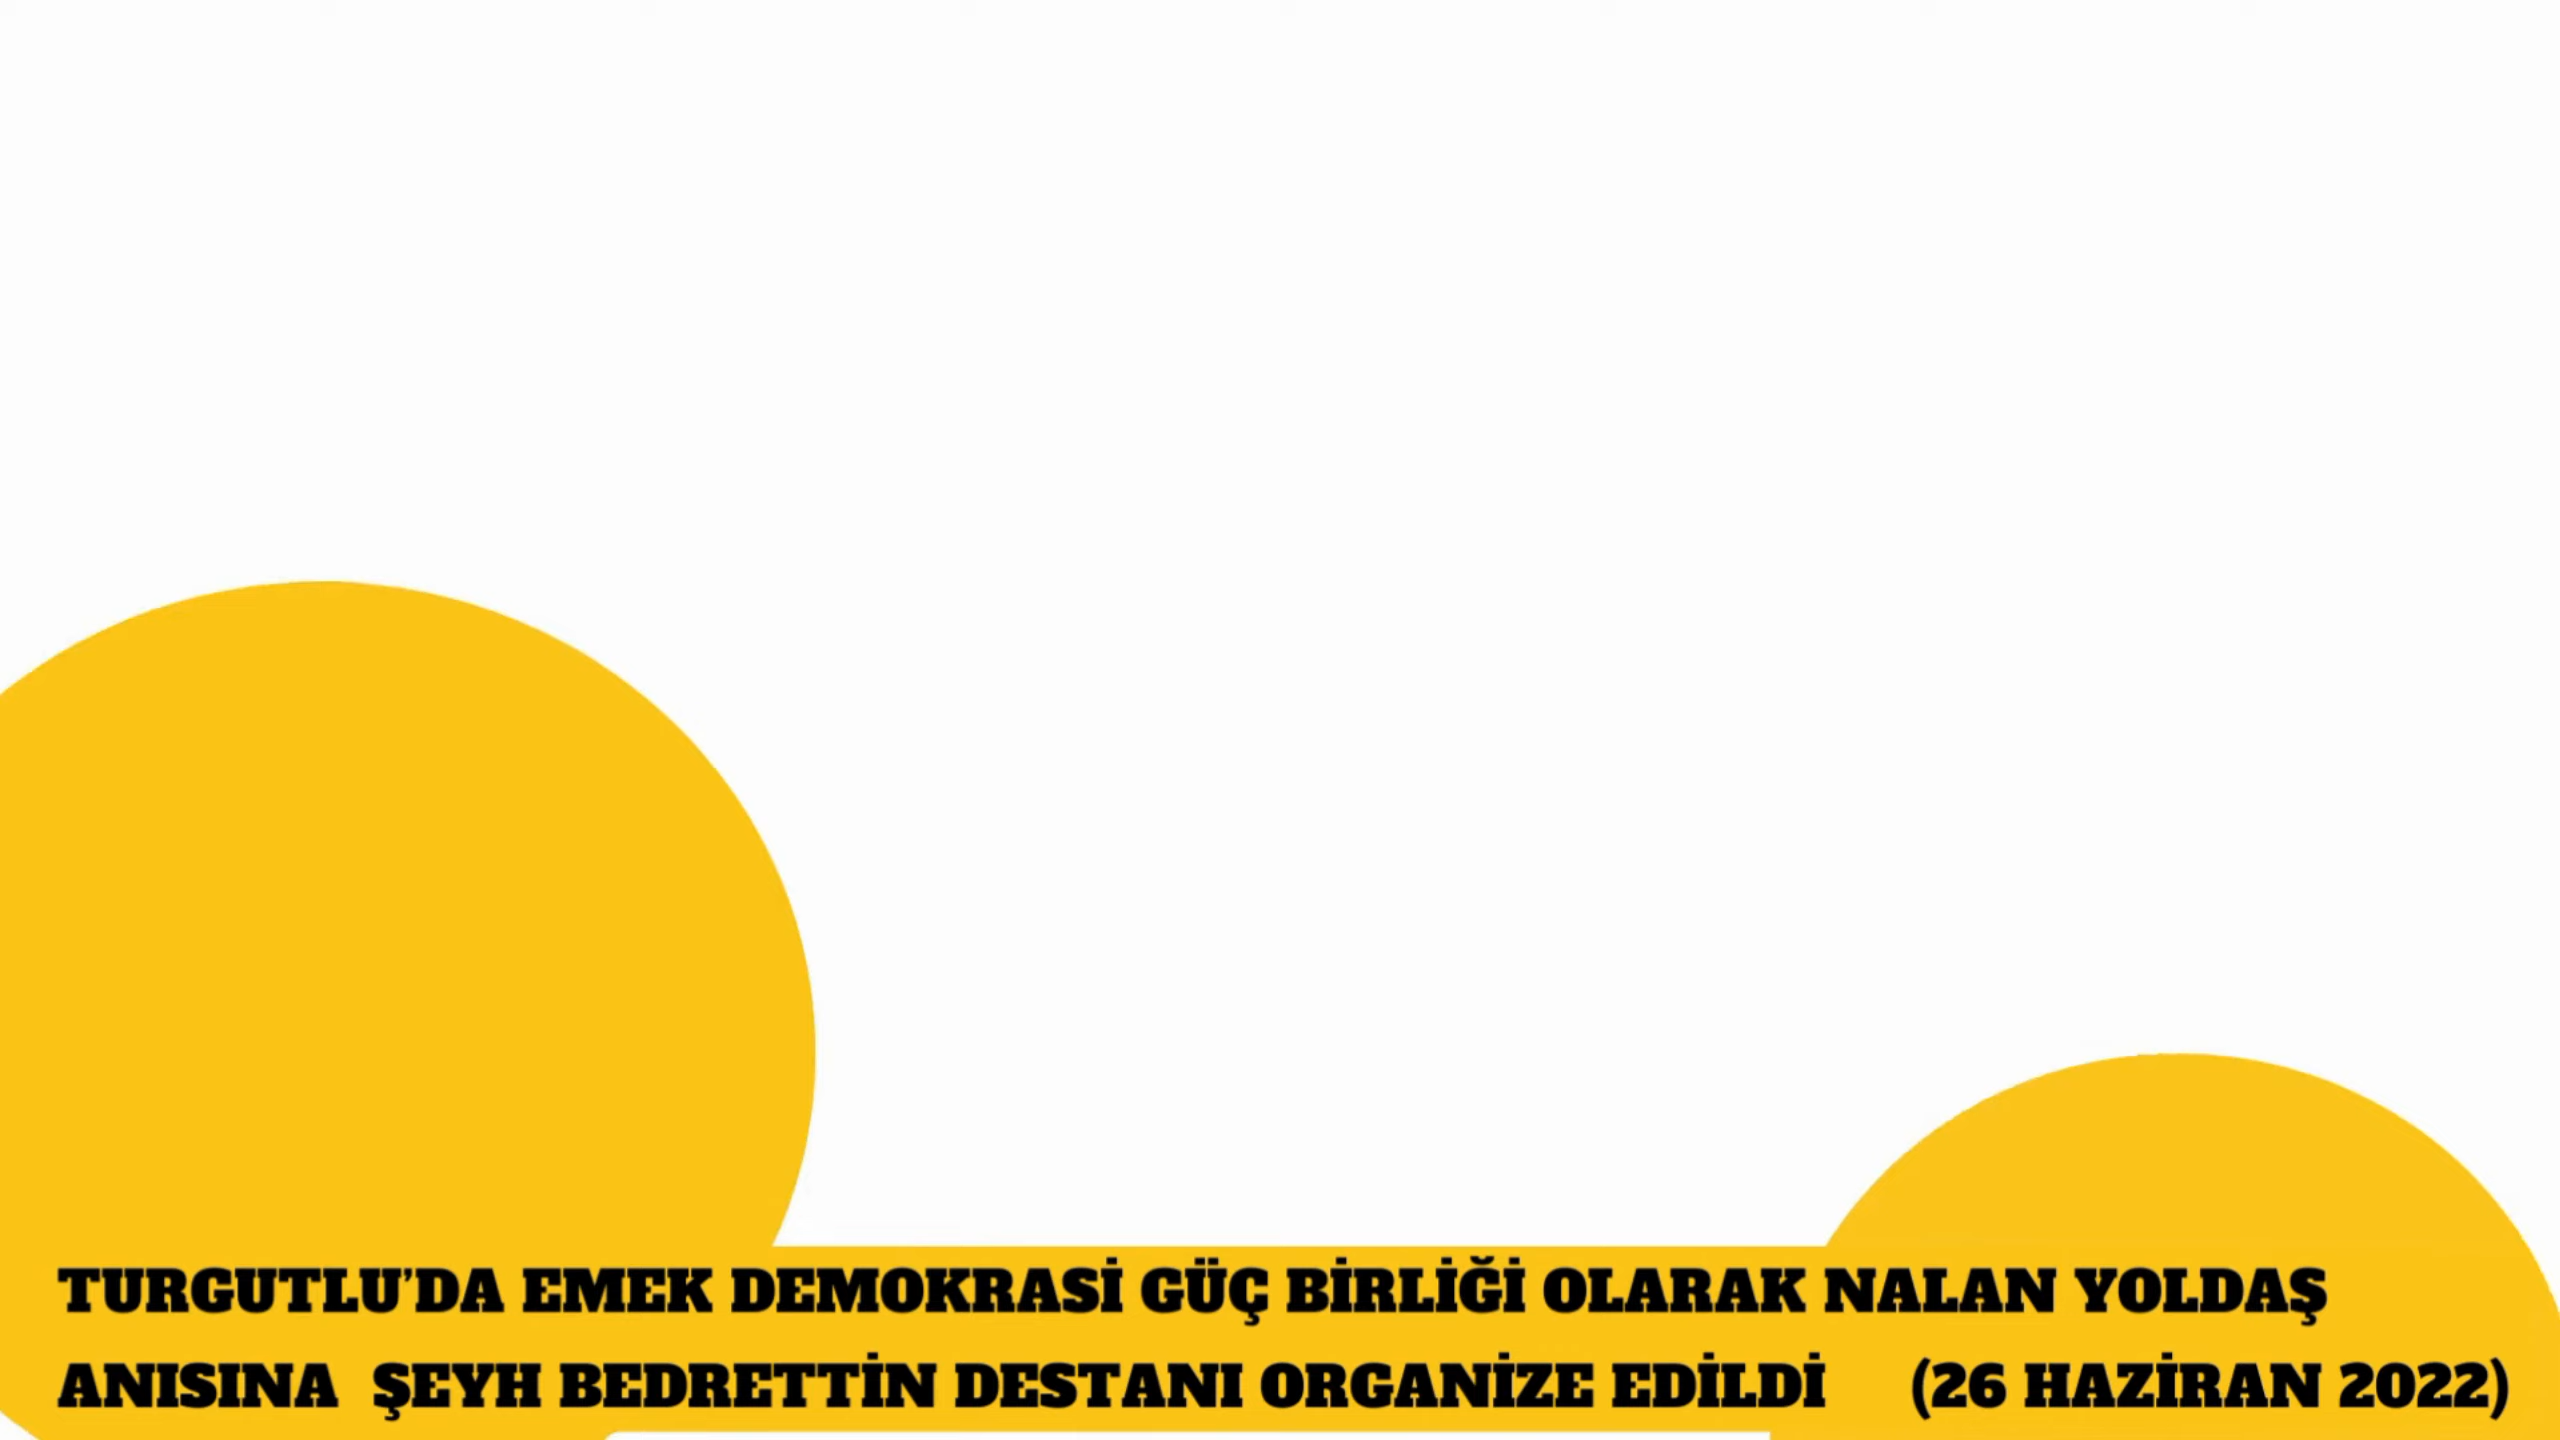 TURGUTLU'DA EMEK DEMOKRASİ GÜÇ BİRLİĞİ OLARAK NALAN YOLDAŞ
ANISINA ŞEYH BEDRETTİN DESTANI ORGANİZE EDİLDİ (26 HAZİRAN 2022)